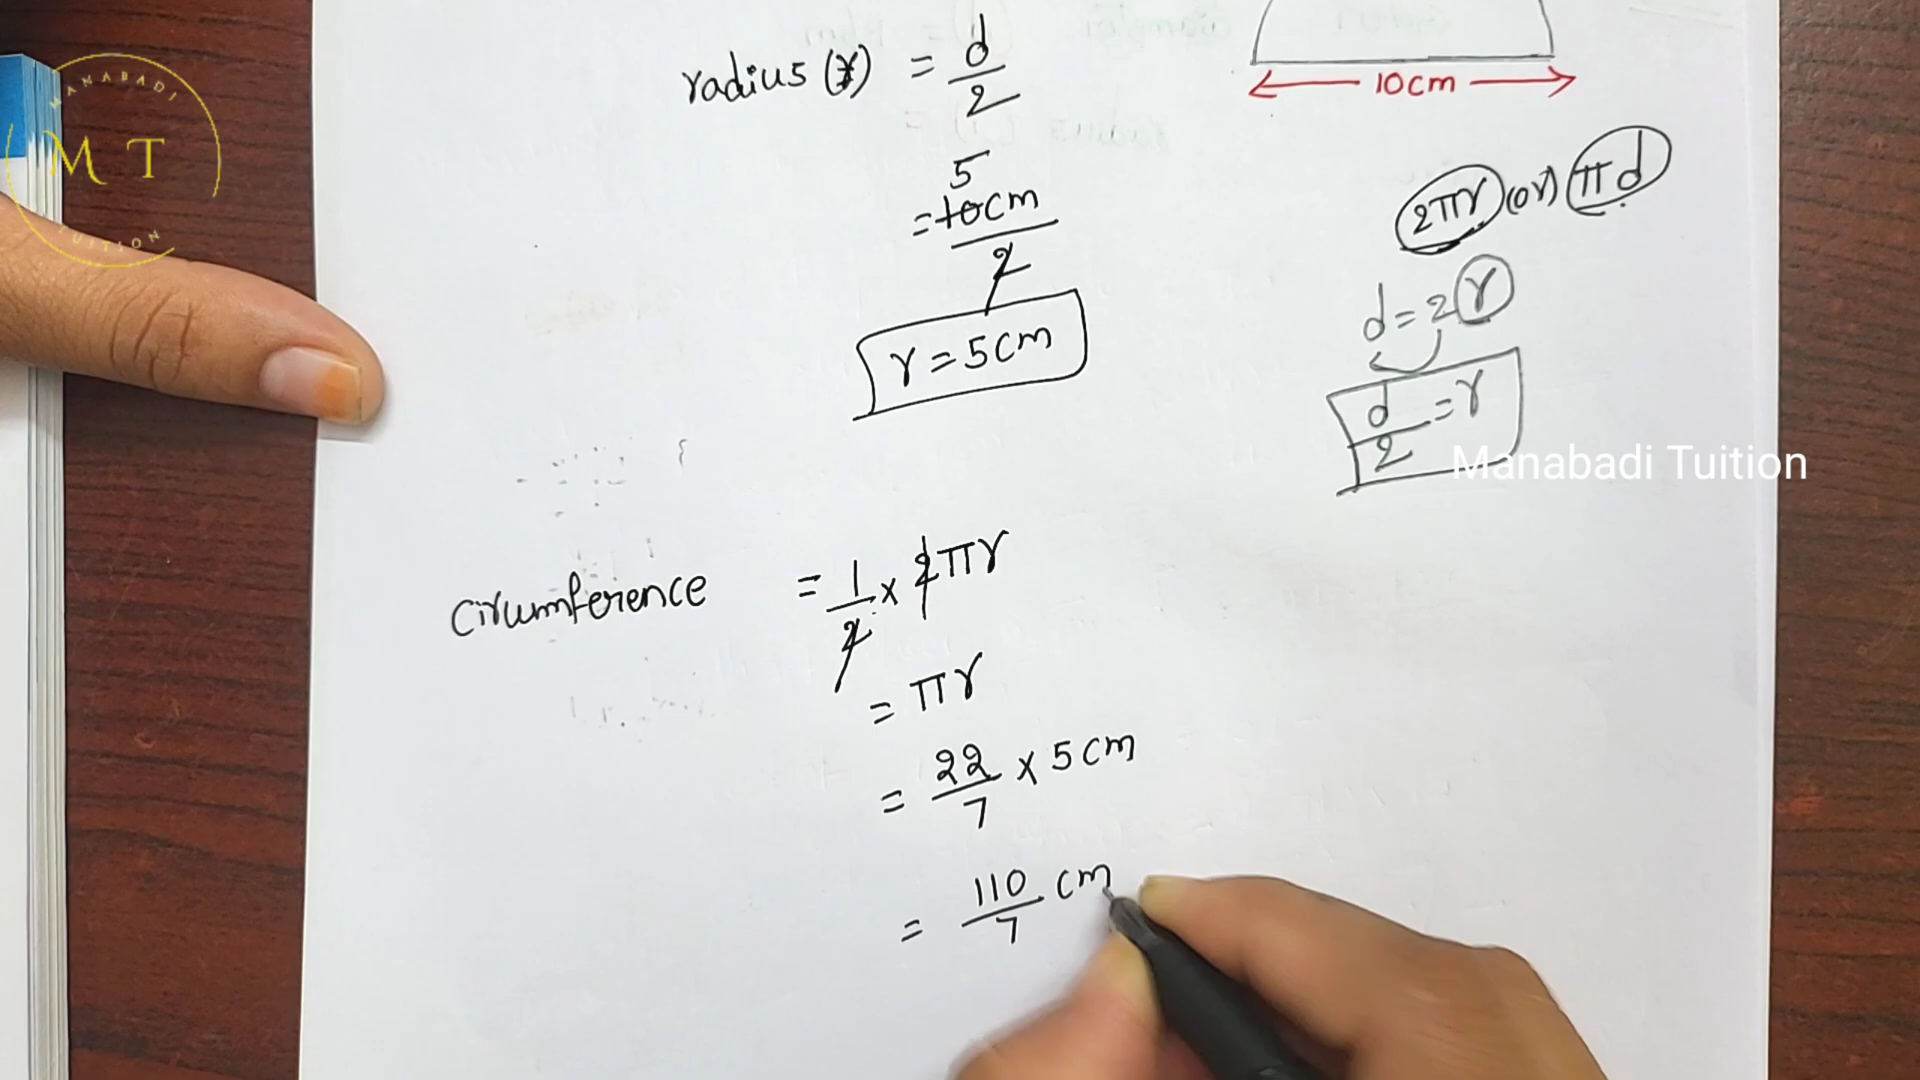 MANABADI
M T
TUITION
radius (r) = d/2
5
= 10cm/2
r = 5cm
10cm
2πr (or) πd
d = 2r
d/2 = r
Manabadi Tuition
Circumference = 1/2 × 2πr
= πr
= 22/7 × 5cm
= 110/7 cm